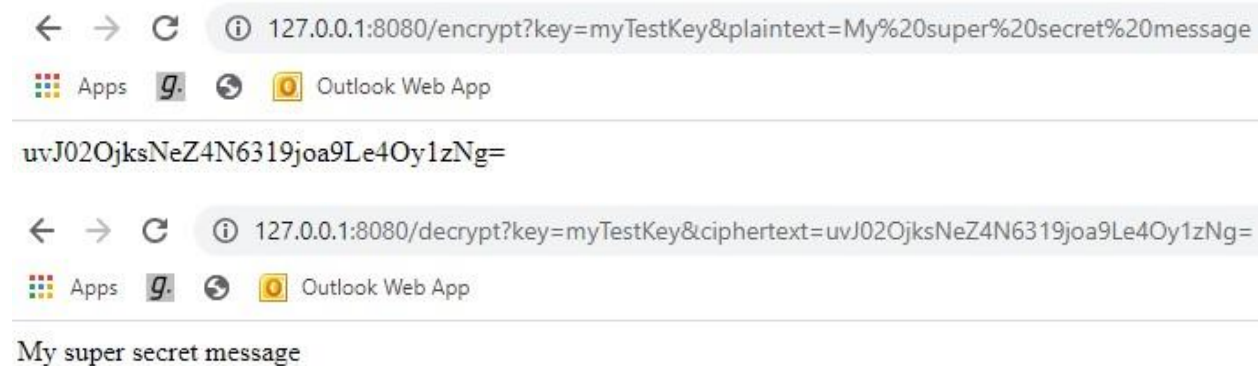 127.0.0.1:8080/encrypt?key=myTestKey&plaintext=My%20super%20secret%20message
Apps g. Outlook Web App
uvJ02OjksNeZ4N6319joa9Le4Oy1zNg=
127.0.0.1:8080/decrypt?key=myTestKey&ciphertext=uvJ02OjksNeZ4N6319joa9Le4Oy1zNg=
Apps g. Outlook Web App
My super secret message